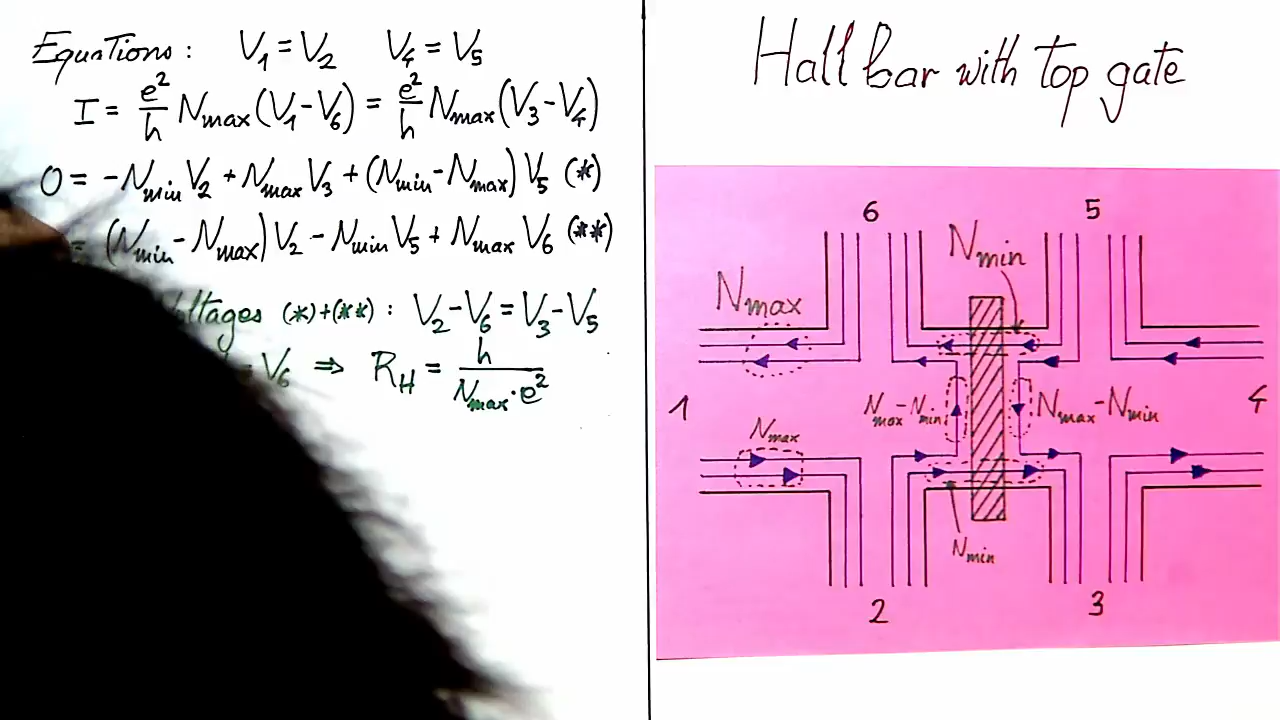 Equations : V₁ = V₂ V₄ = V₅
I = e²/h N_max (V₁ - V₆) = e²/h N_max (V₃ - V₄)
0 = - N_min V₂ + N_max V₃ + (N_min - N_max) V₅ (*)
= (N_min - N_max) V₂ - N_min V₅ + N_max V₆ (**)
(*)+(**) : V₂ - V₆ = V₃ - V₅
V₆ ⇒ R_H = h / N_max · e²
Hall bar with top gate
6 5
N_min
N_max
N_max - N_min N_max - N_min
1 4
N_max
N_min
2 3